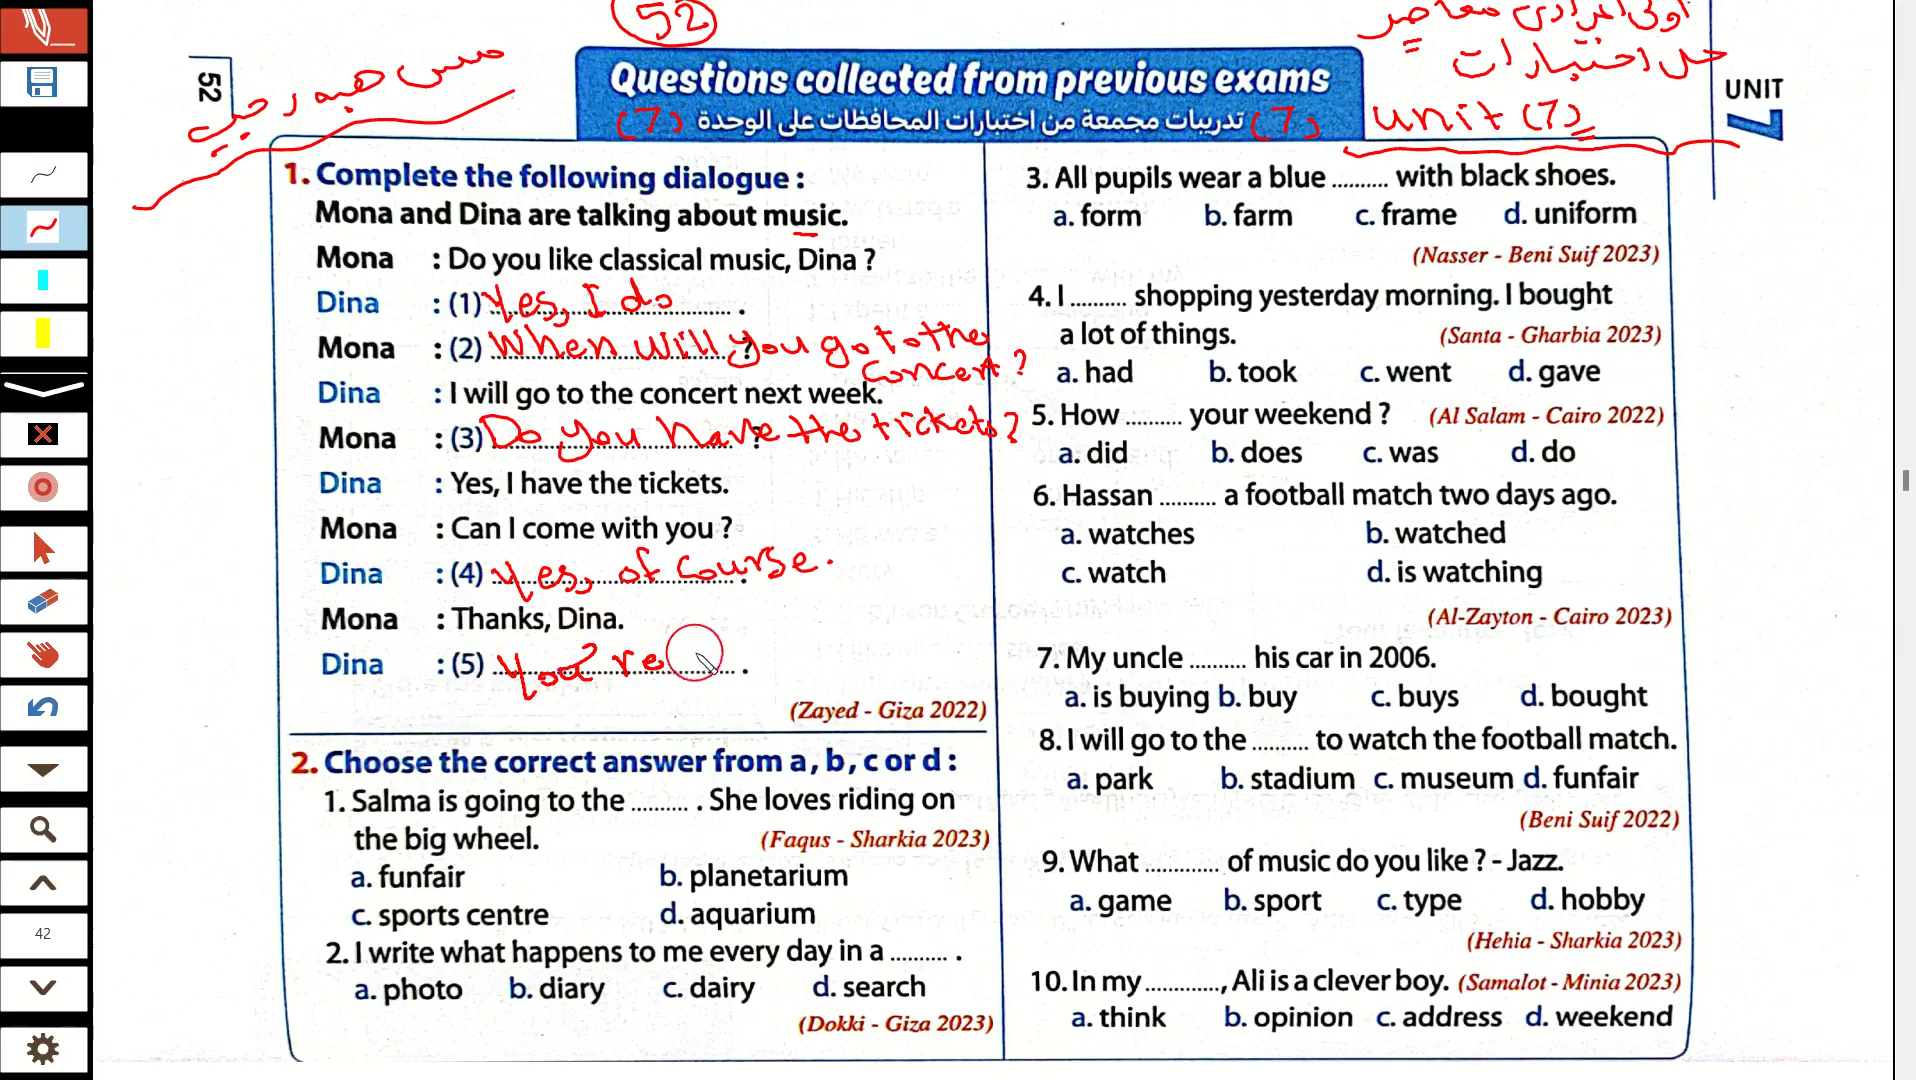 52
أولى اعدادى معاصر
حل اختبارات
unit (7)
مس هبه رجب
52
Questions collected from previous exams
(7) تدريبات مجمعة من اختبارات المحافظات على الوحدة (7)
UNIT
7
1. Complete the following dialogue :
Mona and Dina are talking about music.
Mona : Do you like classical music, Dina ?
Dina : (1) Yes, I do .
Mona : (2) When will you go to the concert ?
Dina : I will go to the concert next week.
Mona : (3) Do you have the tickets ?
Dina : Yes, I have the tickets.
Mona : Can I come with you ?
Dina : (4) Yes, of course.
Mona : Thanks, Dina.
Dina : (5) You're .......... .
(Zayed - Giza 2022)
2. Choose the correct answer from a, b, c or d :
1. Salma is going to the .......... . She loves riding on
the big wheel. (Faqus - Sharkia 2023)
a. funfair b. planetarium
c. sports centre d. aquarium
2. I write what happens to me every day in a .......... .
a. photo b. diary c. dairy d. search
(Dokki - Giza 2023)
3. All pupils wear a blue .......... with black shoes.
a. form b. farm c. frame d. uniform
(Nasser - Beni Suif 2023)
4. I .......... shopping yesterday morning. I bought
a lot of things. (Santa - Gharbia 2023)
a. had b. took c. went d. gave
5. How .......... your weekend ? (Al Salam - Cairo 2022)
a. did b. does c. was d. do
6. Hassan .......... a football match two days ago.
a. watches b. watched
c. watch d. is watching
(Al-Zayton - Cairo 2023)
7. My uncle .......... his car in 2006.
a. is buying b. buy c. buys d. bought
8. I will go to the .......... to watch the football match.
a. park b. stadium c. museum d. funfair
(Beni Suif 2022)
9. What ............. of music do you like ? - Jazz.
a. game b. sport c. type d. hobby
(Hehia - Sharkia 2023)
10. In my ............., Ali is a clever boy. (Samalot - Minia 2023)
a. think b. opinion c. address d. weekend
42